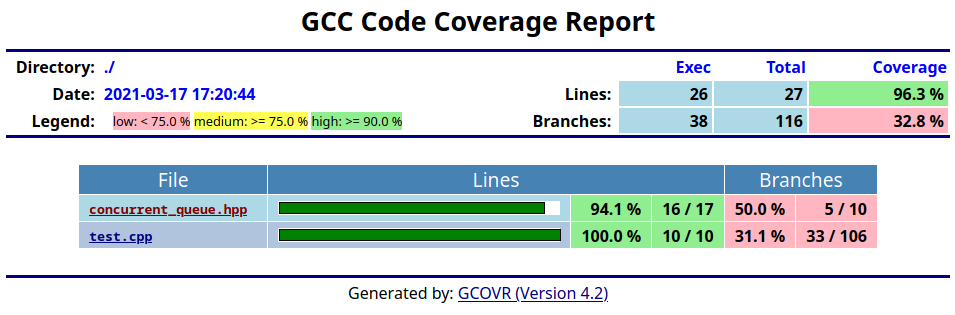 GCC Code Coverage Report
Directory: ./ Exec Total Coverage
Date: 2021-03-17 17:20:44 Lines: 26 27 96.3 %
Legend: low: < 75.0 % medium: >= 75.0 % high: >= 90.0 % Branches: 38 116 32.8 %
File Lines Branches
concurrent_queue.hpp 94.1 % 16 / 17 50.0 % 5 / 10
test.cpp 100.0 % 10 / 10 31.1 % 33 / 106
Generated by: GCOVR (Version 4.2)